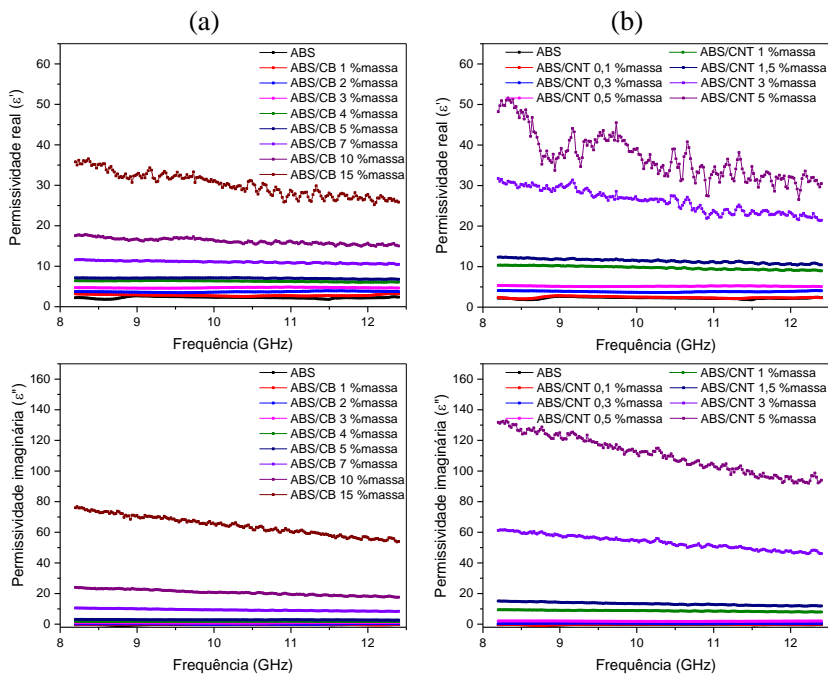 (a)
(b)
Permissividade real (ε')
60
50
40
30
20
10
0
8
9
10
11
12
Frequência (GHz)
ABS
ABS/CB 1 %massa
ABS/CB 2 %massa
ABS/CB 3 %massa
ABS/CB 4 %massa
ABS/CB 5 %massa
ABS/CB 7 %massa
ABS/CB 10 %massa
ABS/CB 15 %massa
Permissividade real (ε')
60
50
40
30
20
10
0
8
9
10
11
12
Frequência (GHz)
ABS
ABS/CNT 0,1 %massa
ABS/CNT 0,3 %massa
ABS/CNT 0,5 %massa
ABS/CNT 1 %massa
ABS/CNT 1,5 %massa
ABS/CNT 3 %massa
ABS/CNT 5 %massa
Permissividade imaginária (ε")
160
140
120
100
80
60
40
20
0
8
9
10
11
12
Frequência (GHz)
ABS
ABS/CB 1 %massa
ABS/CB 2 %massa
ABS/CB 3 %massa
ABS/CB 4 %massa
ABS/CB 5 %massa
ABS/CB 7 %massa
ABS/CB 10 %massa
ABS/CB 15 %massa
Permissividade imaginária (ε")
160
140
120
100
80
60
40
20
0
8
9
10
11
12
Frequência (GHz)
ABS
ABS/CNT 0,1 %massa
ABS/CNT 0,3 %massa
ABS/CNT 0,5 %massa
ABS/CNT 1 %massa
ABS/CNT 1,5 %massa
ABS/CNT 3 %massa
ABS/CNT 5 %massa